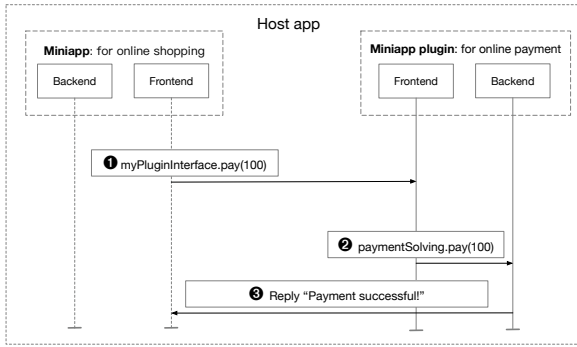 Host app
Miniapp: for online shopping
Miniapp plugin: for online payment
Backend
Frontend
Frontend
Backend
❶ myPluginInterface.pay(100)
❷ paymentSolving.pay(100)
❸ Reply “Payment successful!”